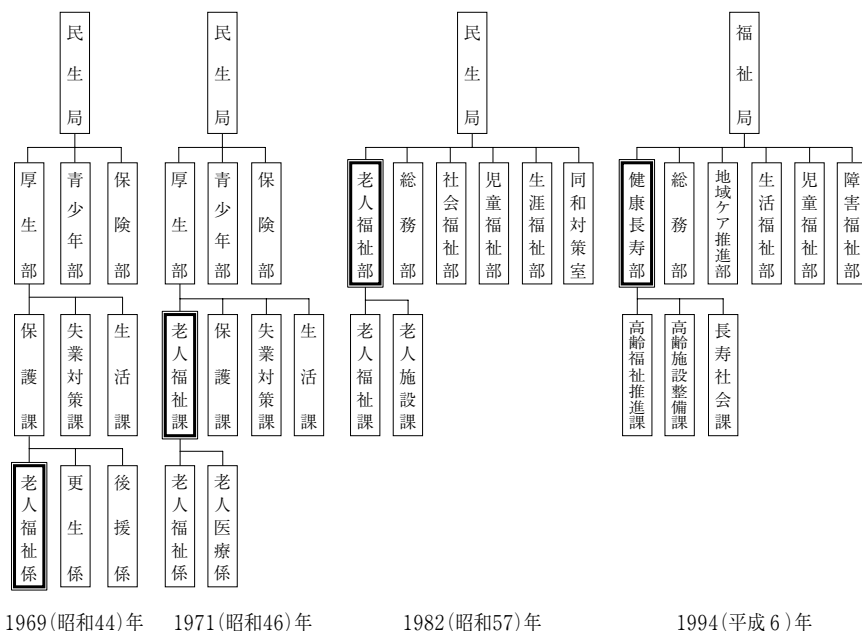 民生局
厚生部
青少年部
保険部
保護課
失業対策課
生活課
老人福祉係
更生係
後援係
1969(昭和44)年
民生局
厚生部
青少年部
保険部
老人福祉課
保護課
失業対策課
生活課
老人福祉係
老人医療係
1971(昭和46)年
民生局
老人福祉部
総務部
社会福祉部
児童福祉部
生涯福祉部
同和対策室
老人福祉課
老人施設課
1982(昭和57)年
福祉局
健康長寿部
総務部
地域ケア推進部
生活福祉部
児童福祉部
障害福祉部
高齢福祉推進課
高齢施設整備課
長寿社会課
1994(平成6)年